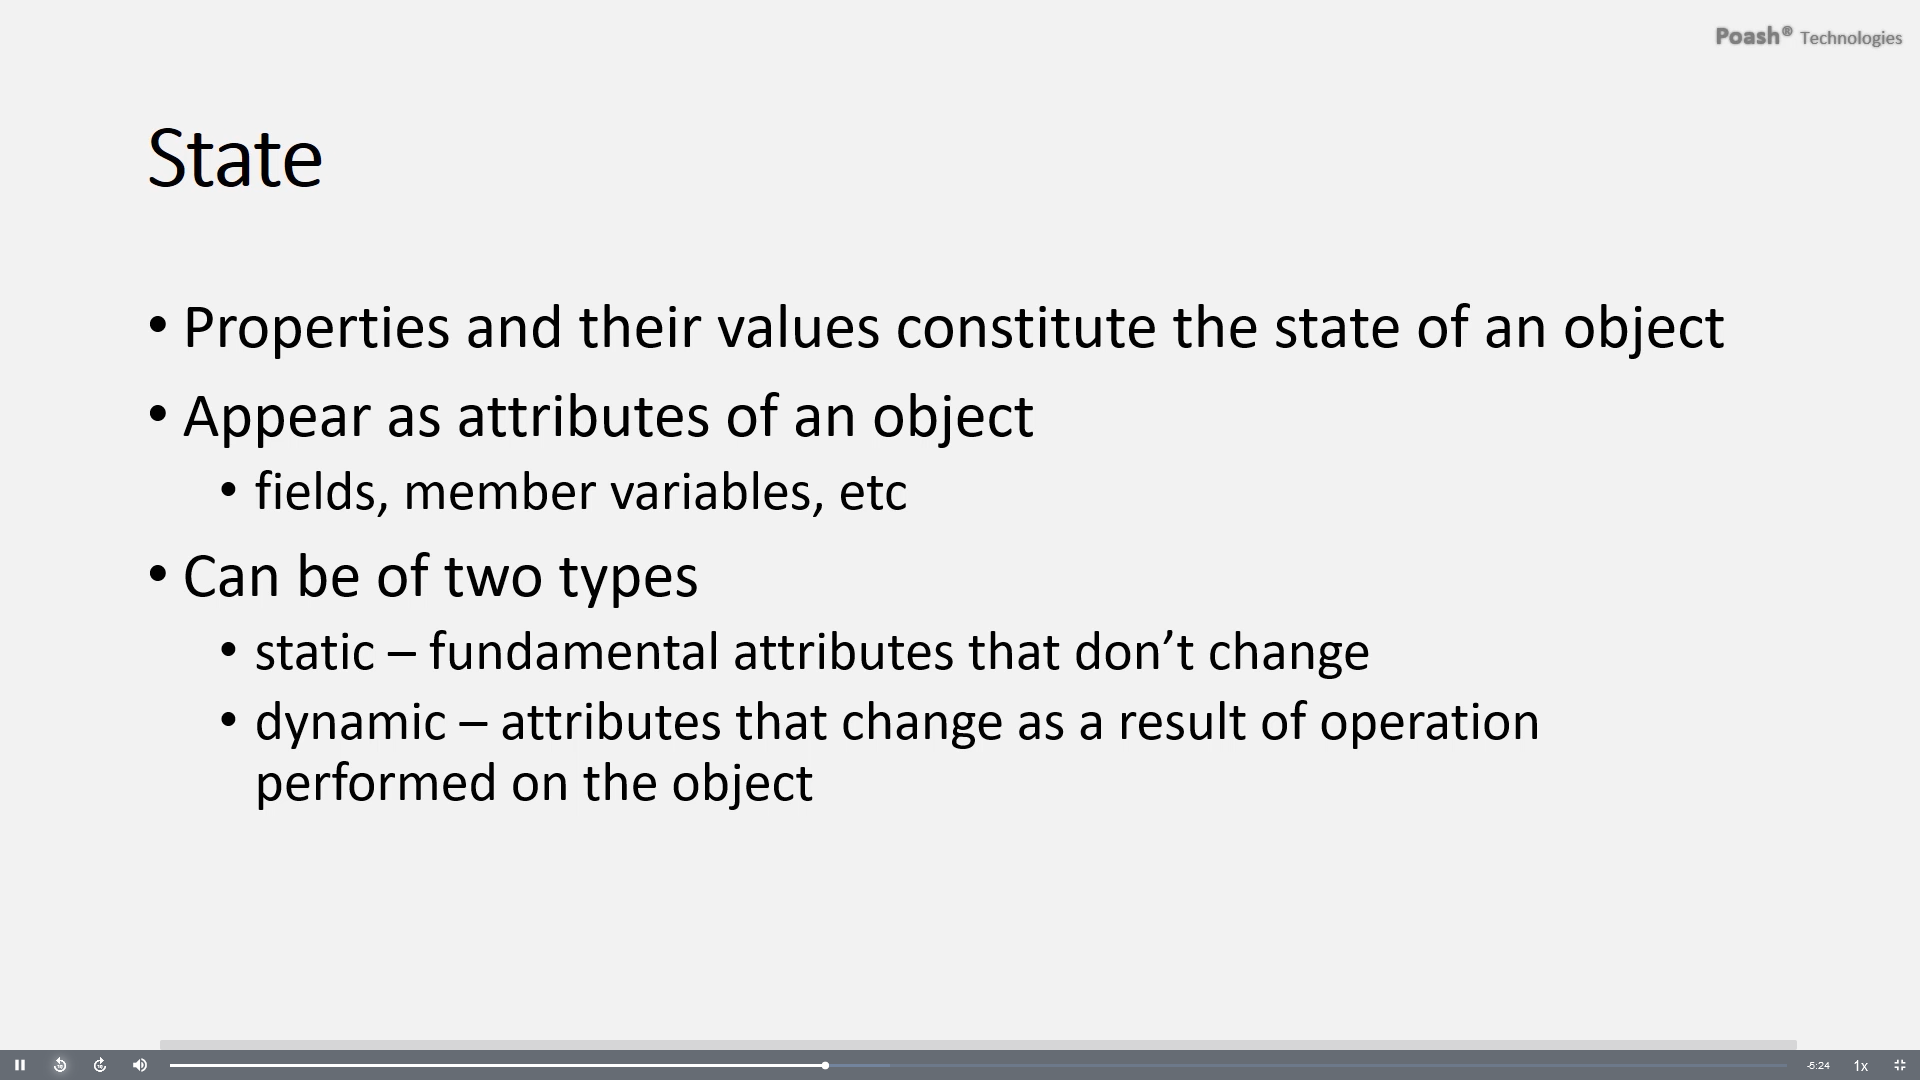 Poash® Technologies
State
• Properties and their values constitute the state of an object
• Appear as attributes of an object
• fields, member variables, etc
• Can be of two types
• static – fundamental attributes that don’t change
• dynamic – attributes that change as a result of operation
performed on the object
-5:24 1x